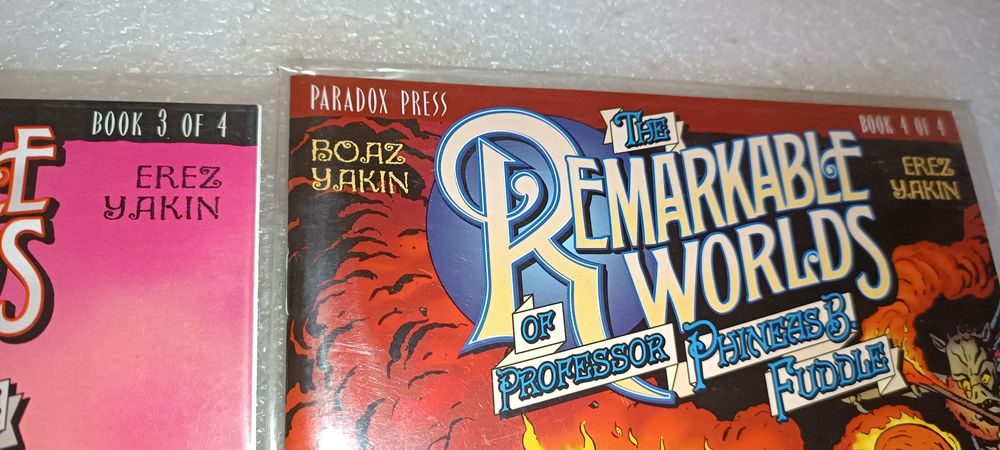 BOOK 3 OF 4
EREZ
YAKIN
PARADOX PRESS
BOOK 4 OF 4
BOAZ
YAKIN
EREZ
YAKIN
THE
REMARKABLE
WORLDS
OF
PROFESSOR PHINEAS B.
FUDDLE